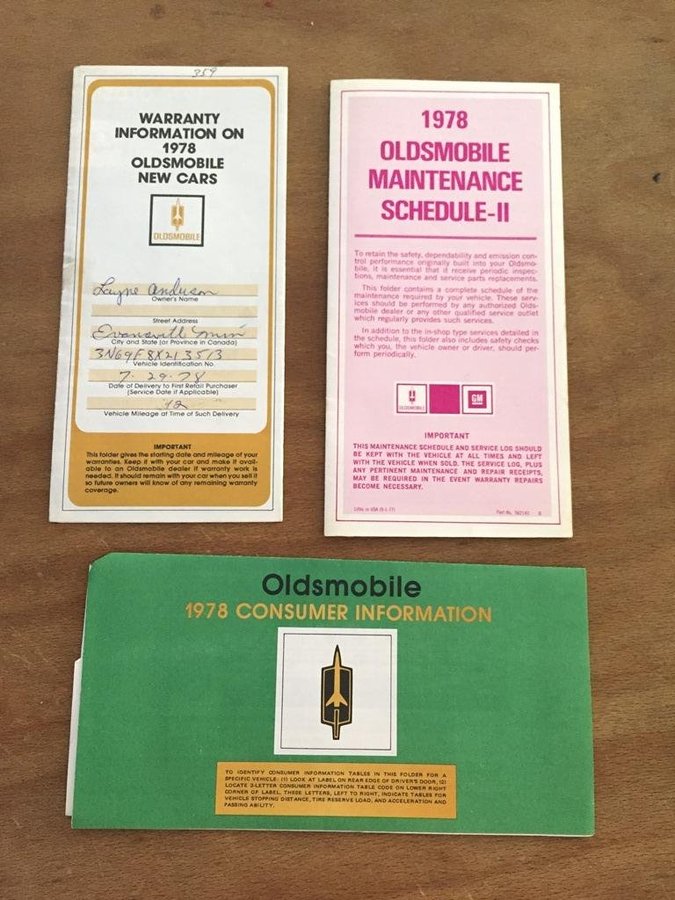 359
WARRANTY
INFORMATION ON
1978
OLDSMOBILE
NEW CARS
OLDSMOBILE
Layne Anderson
Owner's Name
Street Address
Evansville Minn
City and State (or Province in Canada)
3N69F8X213513
Vehicle Identification No.
7-29-78
Date of Delivery to First Retail Purchaser
(Service Date if Applicable)
12
Vehicle Mileage at Time of Such Delivery
IMPORTANT
This folder gives the starting date and mileage of your
warranties. Keep it with your car and make it avail-
able to an Oldsmobile dealer if warranty work is
needed. It should remain with your car when you sell it
so future owners will know of any remaining warranty
coverage.
1978
OLDSMOBILE
MAINTENANCE
SCHEDULE-II
To retain the safety, dependability and emission con-
trol performance originally built into your Oldsmo-
bile, it is essential that it receive periodic inspec-
tions, maintenance and service parts replacements.
This folder contains a complete schedule of the
maintenance required by your vehicle. These serv-
ices should be performed by any authorized Olds-
mobile dealer or any other qualified service outlet
which regularly provides such services.
In addition to the in-shop type services detailed in
the schedule, this folder also includes safety checks
which you, the vehicle owner or driver, should per-
form periodically.
OLDSMOBILE
GM
IMPORTANT
THIS MAINTENANCE SCHEDULE AND SERVICE LOG SHOULD
BE KEPT WITH THE VEHICLE AT ALL TIMES AND LEFT
WITH THE VEHICLE WHEN SOLD. THE SERVICE LOG, PLUS
ANY PERTINENT MAINTENANCE AND REPAIR RECEIPTS,
MAY BE REQUIRED IN THE EVENT WARRANTY REPAIRS
BECOME NECESSARY.
Litho in USA
Part No.
Oldsmobile
1978 CONSUMER INFORMATION
TO IDENTIFY CONSUMER INFORMATION TABLES IN THIS FOLDER FOR A
SPECIFIC VEHICLE: (1) LOOK AT LABEL ON REAR EDGE OF DRIVER'S DOOR, (2)
LOCATE 3-LETTER CONSUMER INFORMATION TABLE CODE ON LOWER RIGHT
CORNER OF LABEL. THESE LETTERS, LEFT TO RIGHT, INDICATE TABLES FOR
VEHICLE STOPPING DISTANCE, TIRE RESERVE LOAD, AND ACCELERATION AND
PASSING ABILITY.